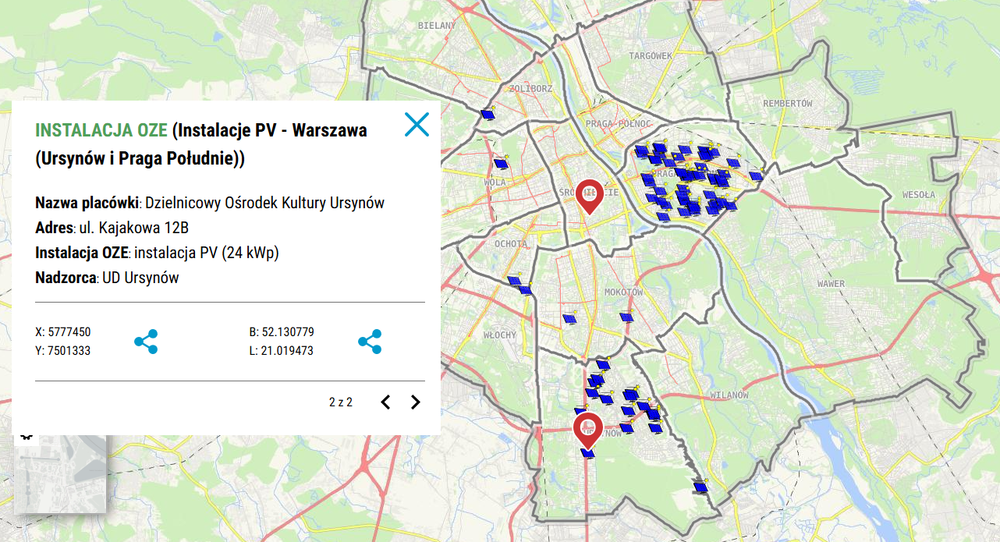 BIELANY
TARGÓWEK
ŻOLIBORZ
REMBERTÓW
PRAGA-PÓŁNOC
INSTALACJA OZE (Instalacje PV - Warszawa
(Ursynów i Praga Południe))
Nazwa placówki: Dzielnicowy Ośrodek Kultury Ursynów
Adres: ul. Kajakowa 12B
Instalacja OZE: instalacja PV (24 kWp)
Nadzorca: UD Ursynów
X: 5777450
Y: 7501333
B: 52.130779
L: 21.019473
2 z 2
WOLA
WESOŁA
OCHOTA
WAWER
MOKOTÓW
WŁOCHY
WILANÓW